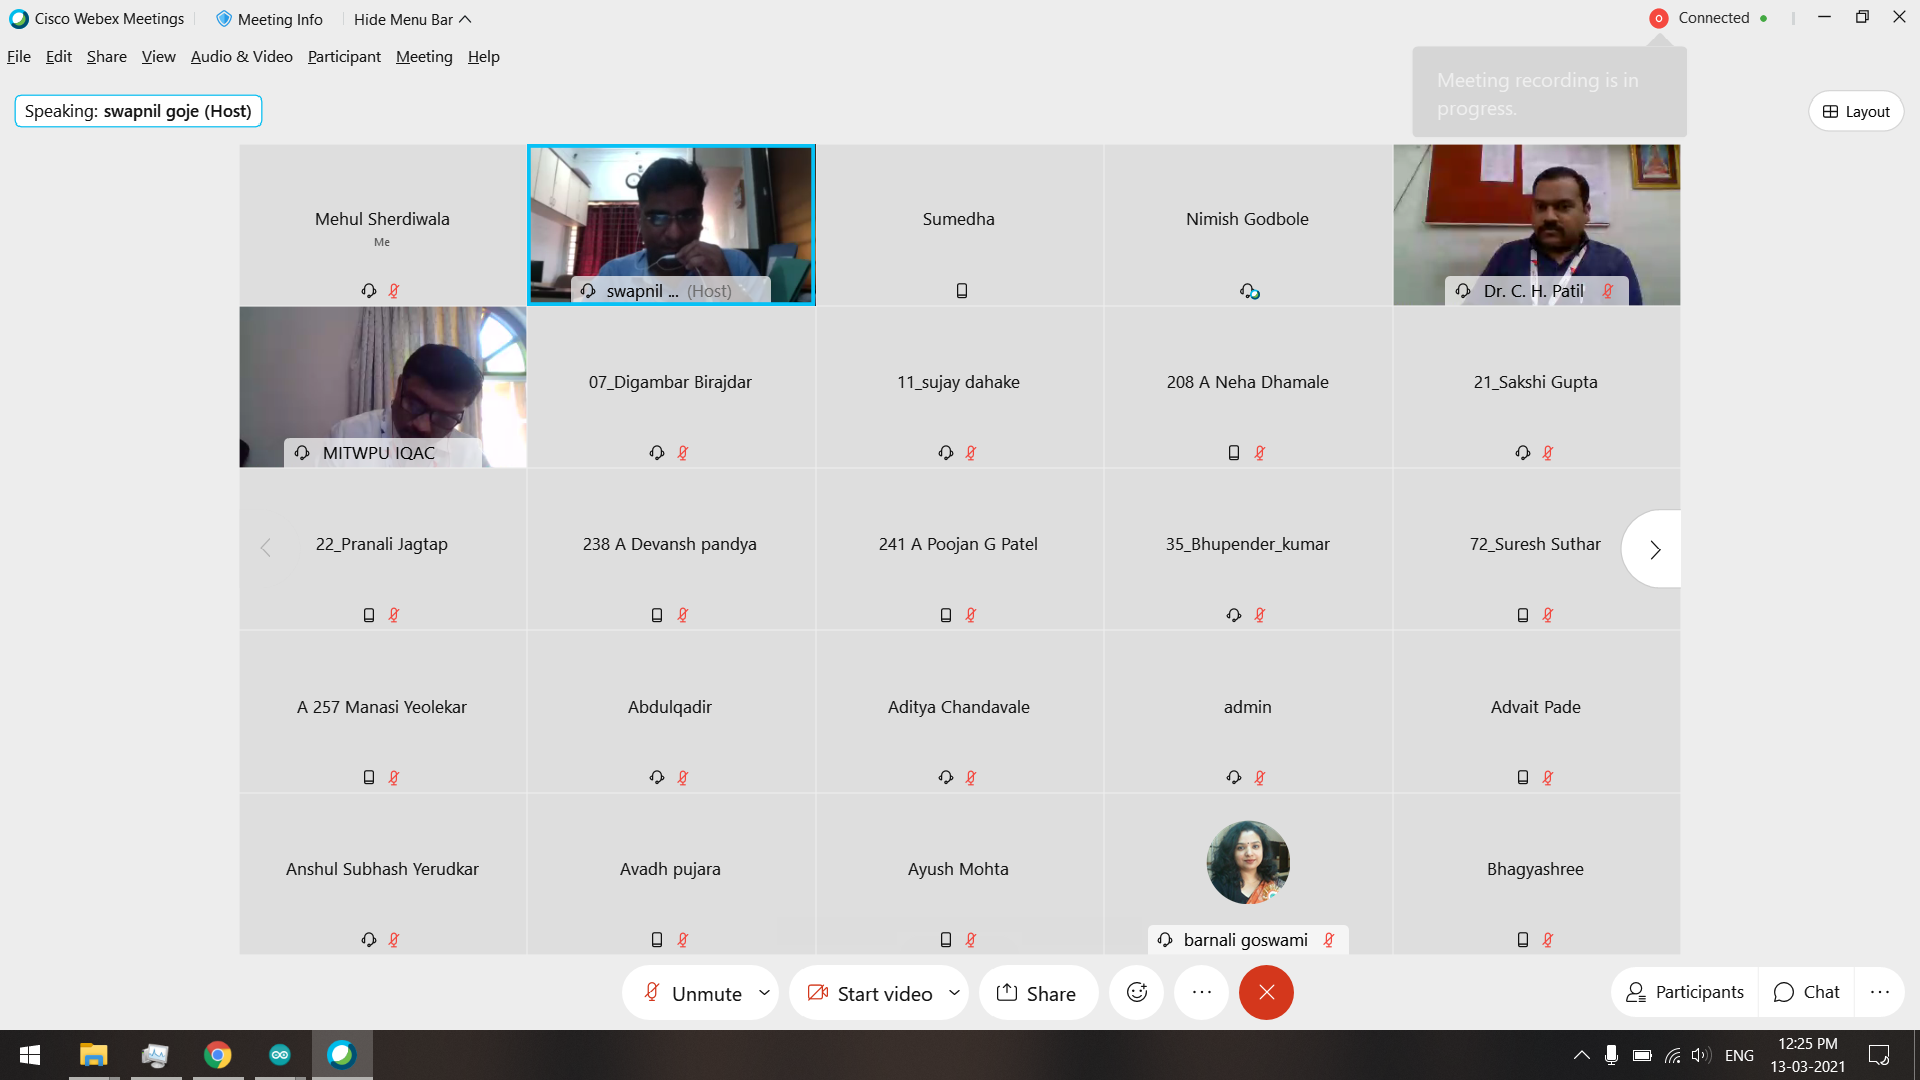 Cisco Webex Meetings
Meeting Info
Hide Menu Bar
Connected
File Edit Share View Audio & Video Participant Meeting Help
Meeting recording is in
progress.
Speaking: swapnil goje (Host)
Layout
Mehul Sherdiwala
Me
swapnil ... (Host)
Sumedha
Nimish Godbole
Dr. C. H. Patil
MITWPU IQAC
07_Digambar Birajdar
11_sujay dahake
208 A Neha Dhamale
21_Sakshi Gupta
22_Pranali Jagtap
238 A Devansh pandya
241 A Poojan G Patel
35_Bhupender_kumar
72_Suresh Suthar
A 257 Manasi Yeolekar
Abdulqadir
Aditya Chandavale
admin
Advait Pade
Anshul Subhash Yerudkar
Avadh pujara
Ayush Mohta
barnali goswami
Bhagyashree
Unmute
Start video
Share
Participants
Chat
ENG
12:25 PM
13-03-2021